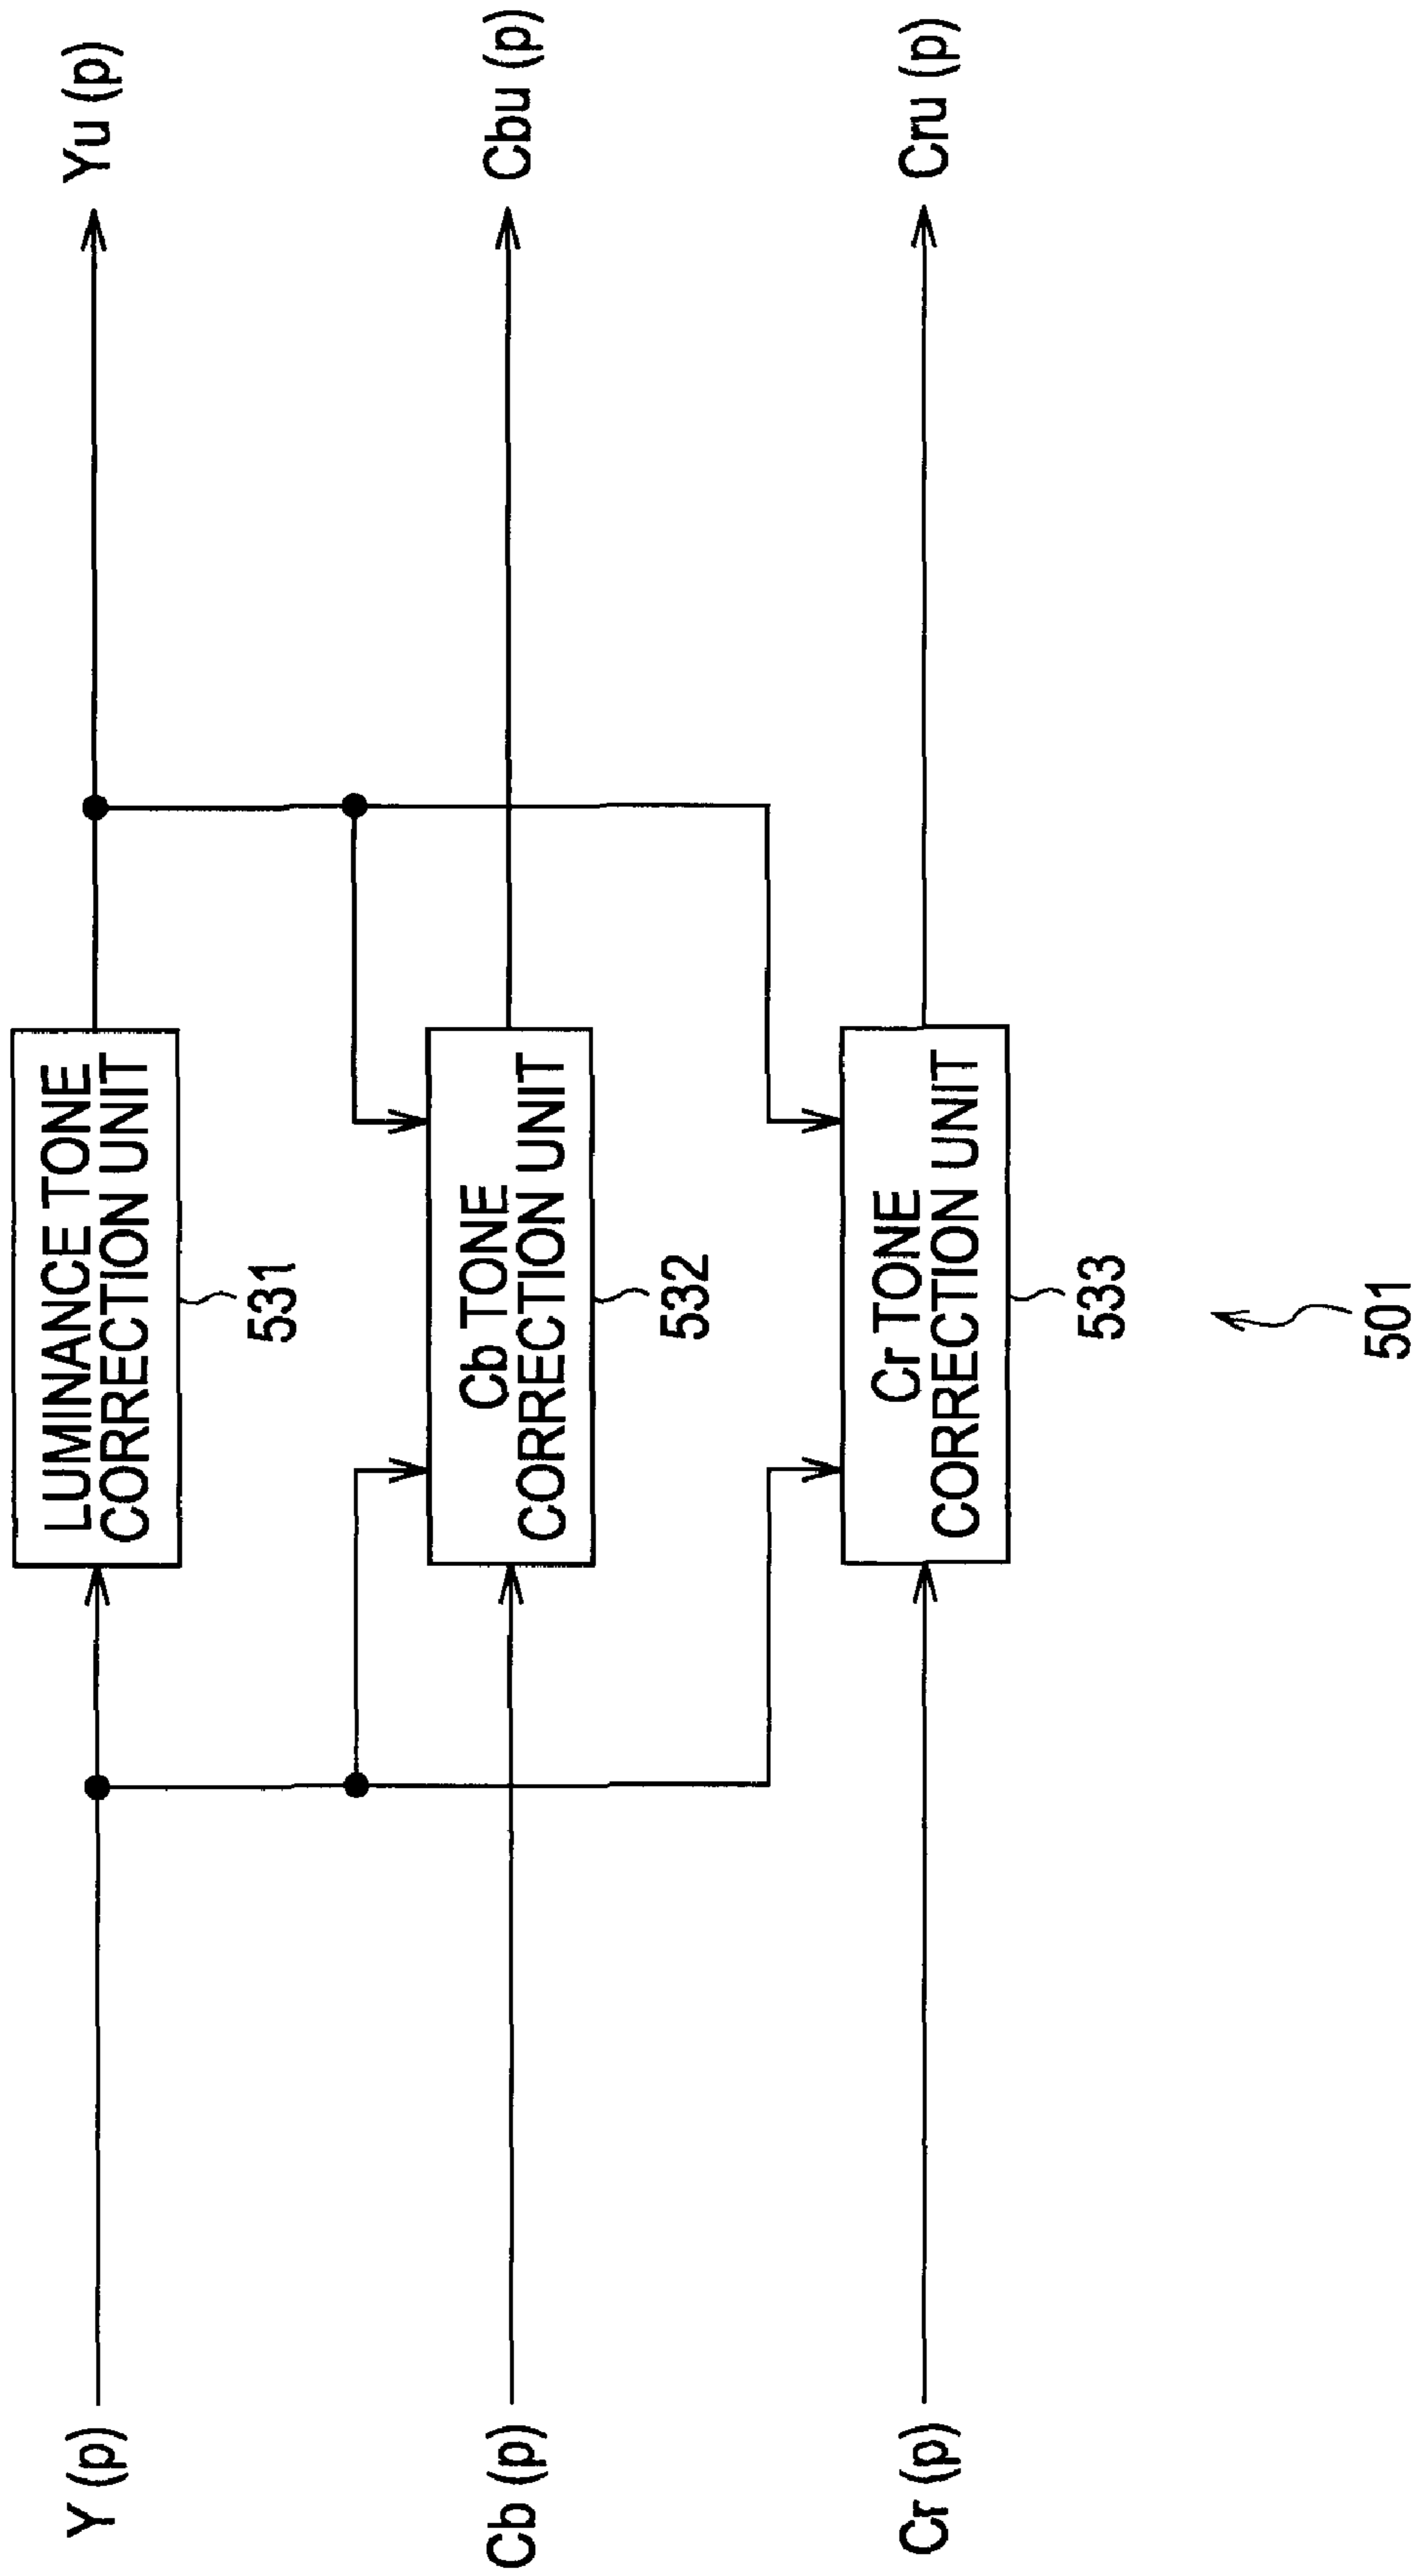 Y (p)
LUMINANCE TONE
CORRECTION UNIT
531
Yu (p)
Cb (p)
Cb TONE
CORRECTION UNIT
532
Cbu (p)
Cr (p)
Cr TONE
CORRECTION UNIT
533
Cru (p)
501